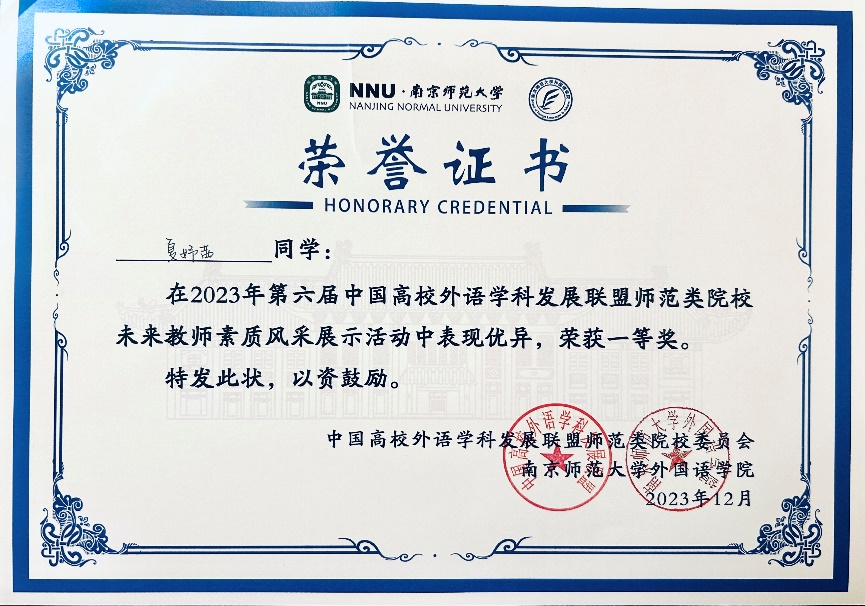 NNU·南京师范大学
NANJING NORMAL UNIVERSITY
荣誉证书
HONORARY CREDENTIAL
夏妤茜 同学：
在2023年第六届中国高校外语学科发展联盟师范类院校
未来教师素质风采展示活动中表现优异，荣获一等奖。
特发此状，以资鼓励。
中国高校外语学科发展联盟师范类院校委员会
南京师范大学外国语学院
2023年12月